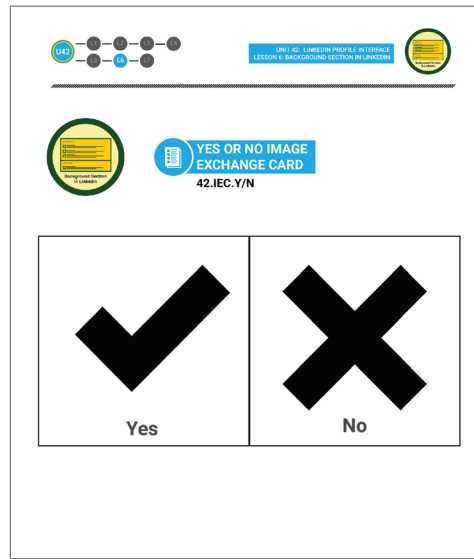 U42
L1
L2
L3
L4
L5
L6
L7
UNIT 42: LINKEDIN PROFILE INTERFACE
LESSON 6: BACKGROUND SECTION IN LINKEDIN
Background Section
in LinkedIn
Background Section
in LinkedIn
YES OR NO IMAGE
EXCHANGE CARD
42.IEC.Y/N
Yes
No